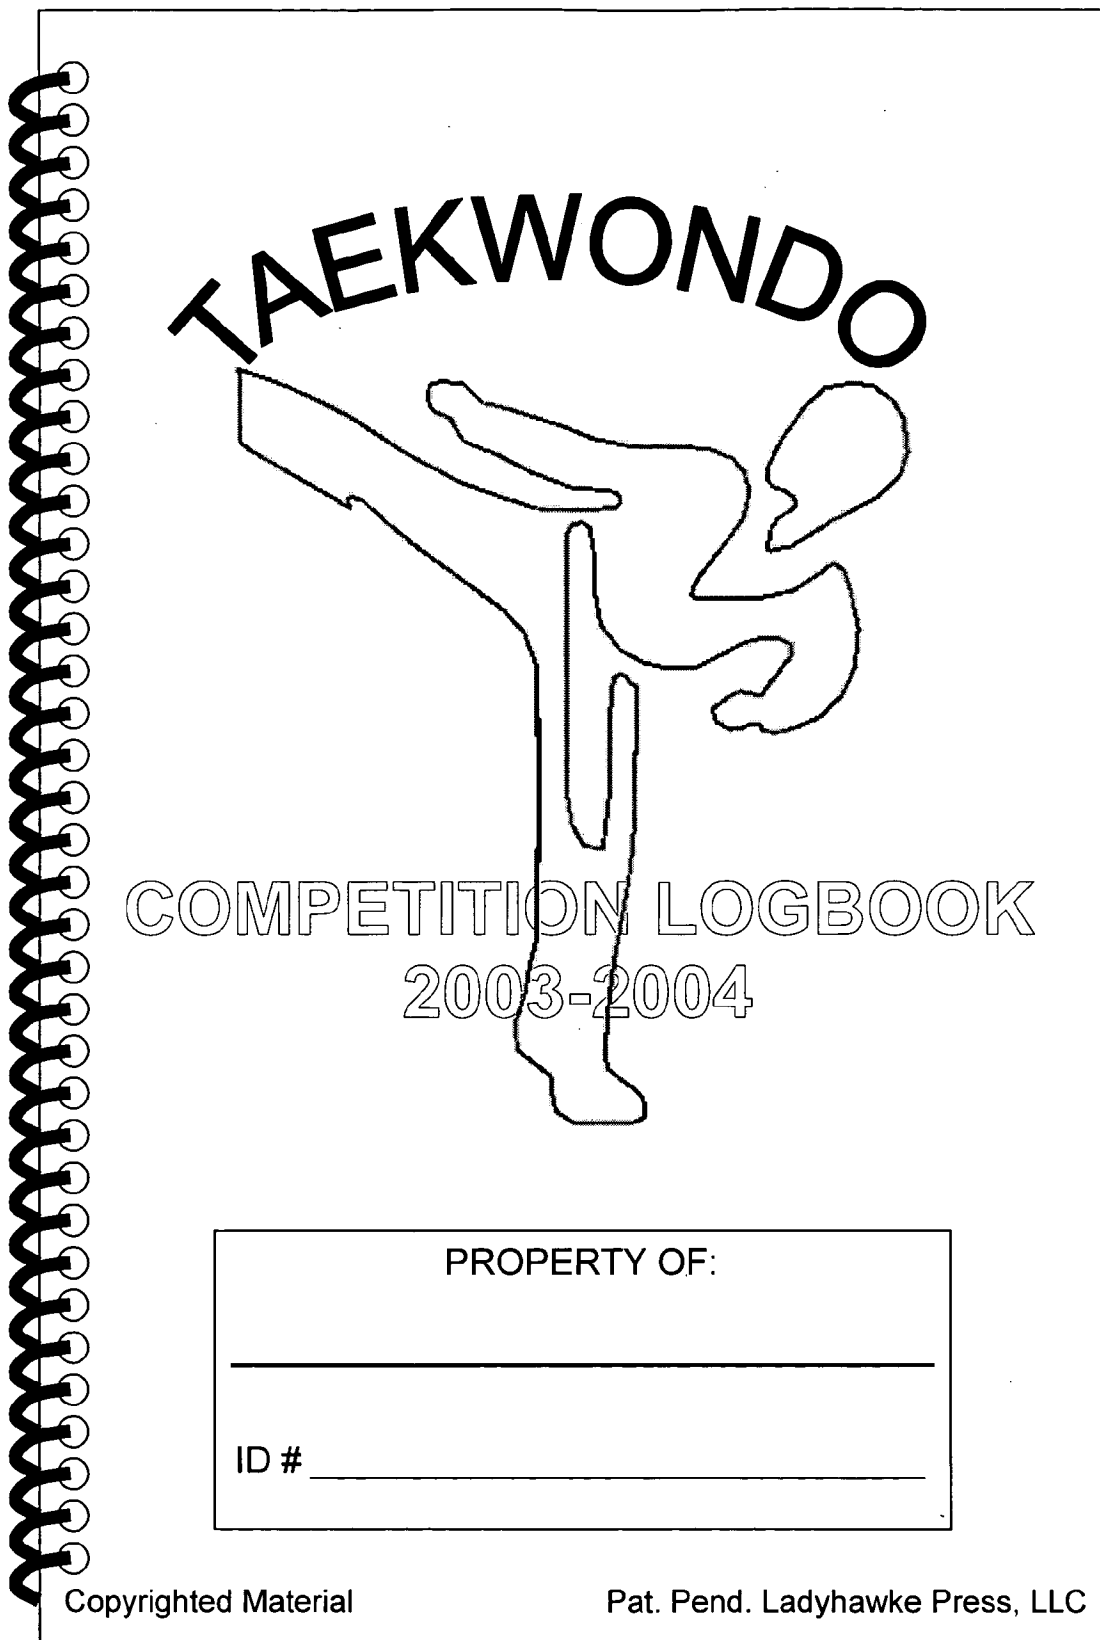 TAEKWONDO
COMPETITION LOGBOOK
2003-2004
PROPERTY OF:
ID #
Copyrighted Material Pat. Pend. Ladyhawke Press, LLC